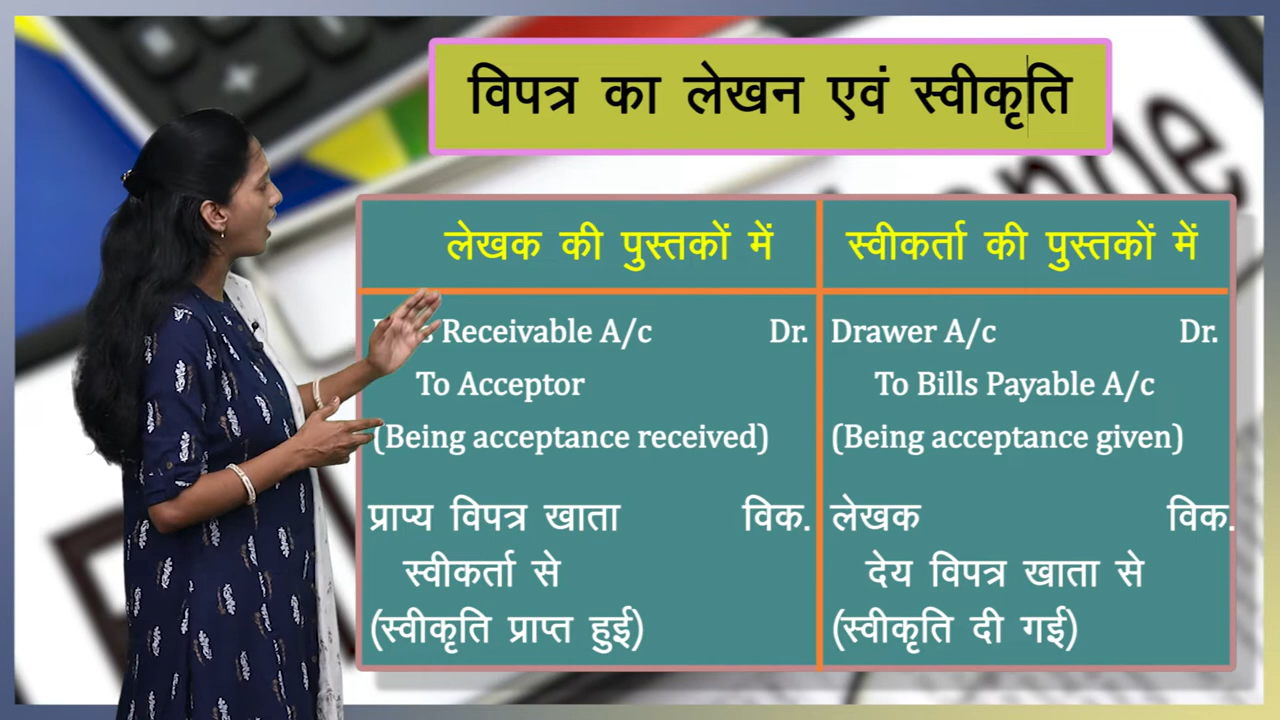 विपत्र का लेखन एवं स्वीकृति
लेखक की पुस्तकों में
Receivable A/c Dr.
To Acceptor
(Being acceptance received)
प्राप्य विपत्र खाता विक.
स्वीकर्ता से
(स्वीकृति प्राप्त हुई)
स्वीकर्ता की पुस्तकों में
Drawer A/c Dr.
To Bills Payable A/c
(Being acceptance given)
लेखक विक.
देय विपत्र खाता से
(स्वीकृति दी गई)